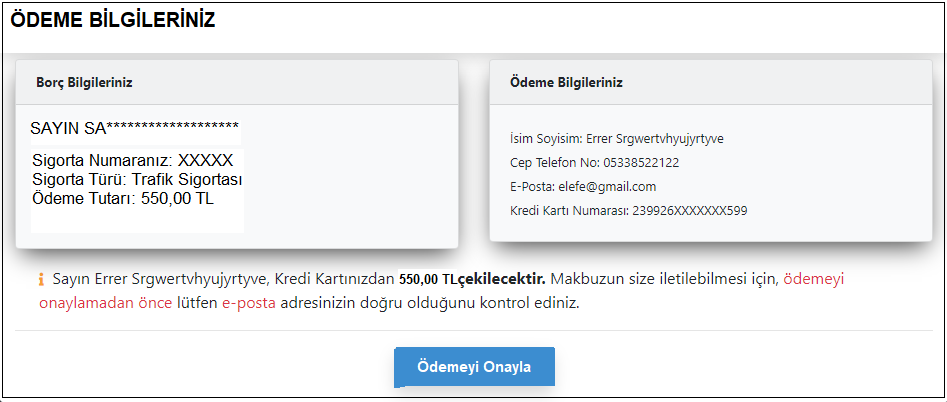 ÖDEME BİLGİLERİNİZ
Borç Bilgileriniz
SAYIN SA*******************
Sigorta Numaranız: XXXXX
Sigorta Türü: Trafik Sigortası
Ödeme Tutarı: 550,00 TL
Ödeme Bilgileriniz
İsim Soyisim: Errer Srgwertvhyujyrtyve
Cep Telefon No: 05338522122
E-Posta: elefe@gmail.com
Kredi Kartı Numarası: 239926XXXXXXX599
i Sayın Errer Srgwertvhyujyrtyve, Kredi Kartınızdan 550,00 TLçekilecektir. Makbuzun size iletilebilmesi için, ödemeyi
onaylamadan önce lütfen e-posta adresinizin doğru olduğunu kontrol ediniz.
Ödemeyi Onayla